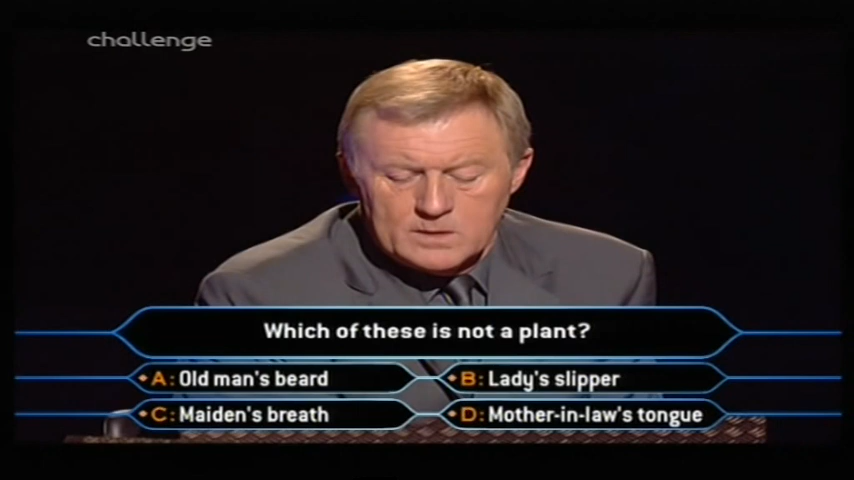 challenge
Which of these is not a plant?
A: Old man's beard
B: Lady's slipper
C: Maiden's breath
D: Mother-in-law's tongue